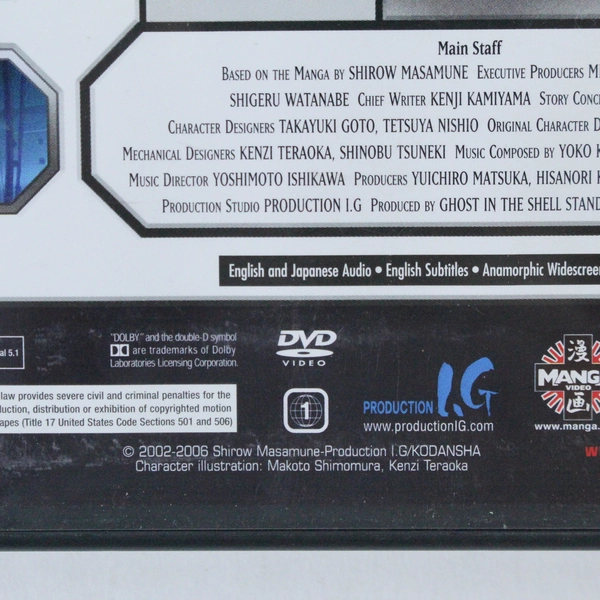 Main Staff
Based on the Manga by SHIROW MASAMUNE Executive Producers
SHIGERU WATANABE Chief Writer KENJI KAMIYAMA Story
Character Designers TAKAYUKI GOTO, TETSUYA NISHIO Original Character
Mechanical Designers KENZI TERAOKA, SHINOBU TSUNEKI Music Composed by YOKO
Music Director YOSHIMOTO ISHIKAWA Producers YUICHIRO MATSUKA, HISANORI
Production Studio PRODUCTION I.G Produced by GHOST IN THE SHELL STAND
English and Japanese Audio • English Subtitles • Anamorphic Widescreen
al 5.1
"DOLBY" and the double-D symbol
are trademarks of Dolby
Laboratories Licensing Corporation.
DVD
VIDEO
law provides severe civil and criminal penalties for the
uction, distribution or exhibition of copyrighted motion
apes (Title 17 United States Code Sections 501 and 506)
1
PRODUCTION I.G
www.productionIG.com
漫
MANGA
VIDEO
画
www.manga.
© 2002-2006 Shirow Masamune-Production I.G/KODANSHA
Character illustration: Makoto Shimomura, Kenzi Teraoka